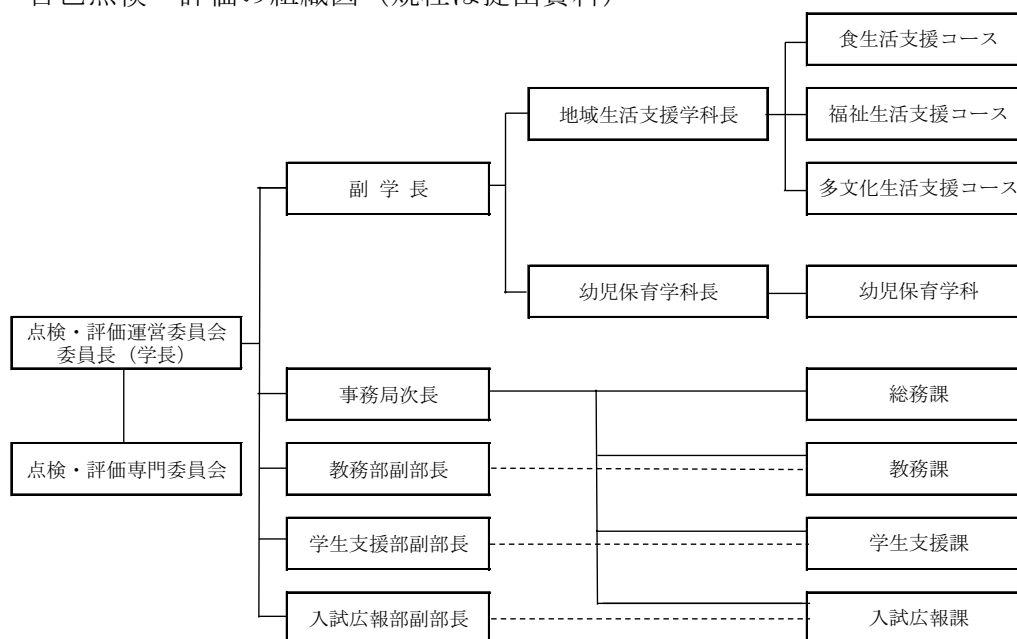 自己点検・評価の組織図（規程は提出資料）
食生活支援コース
地域生活支援学科長
福祉生活支援コース
副 学 長
多文化生活支援コース
幼児保育学科長
幼児保育学科
点検・評価運営委員会
委員長（学長）
事務局次長
総務課
点検・評価専門委員会
教務部副部長
教務課
学生支援部副部長
学生支援課
入試広報部副部長
入試広報課